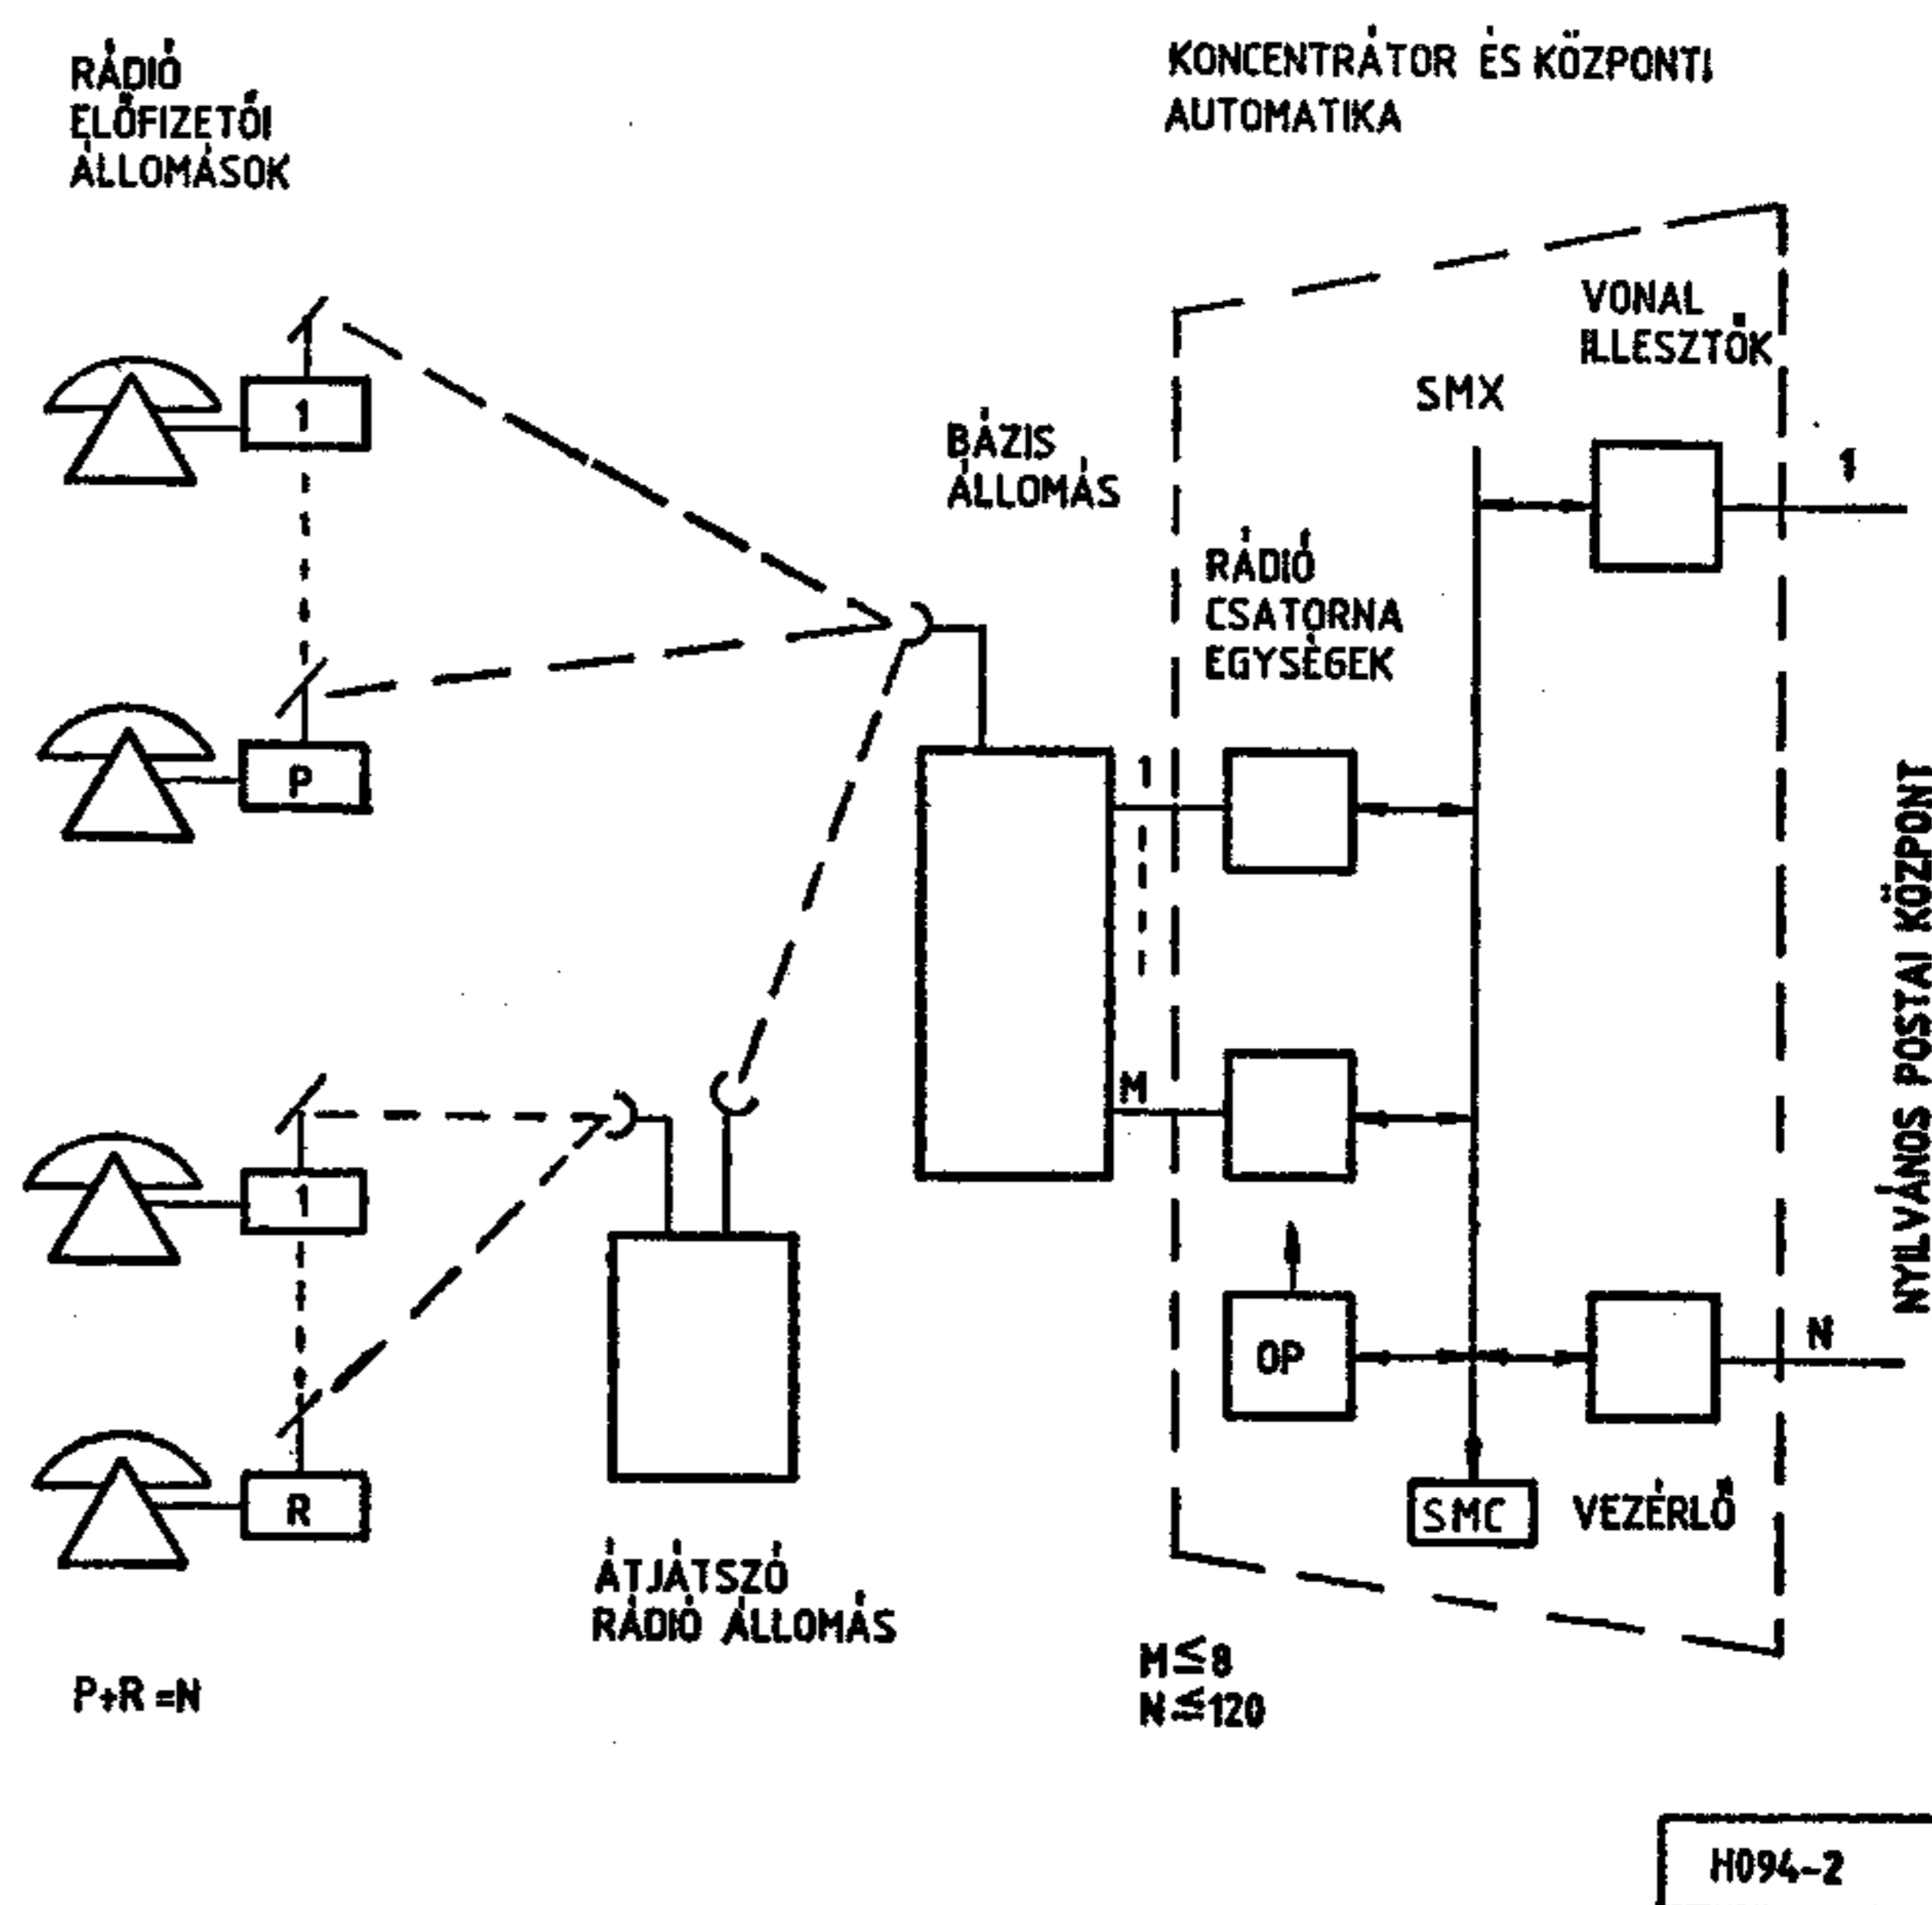 RÁDIÓ
ELŐFIZETŐI
ÁLLOMÁSOK
KONCENTRÁTOR ÉS KÖZPONTI
AUTOMATIKA
VONAL
ILLESZTŐK
SMX
1
1
BÁZIS
ÁLLOMÁS
RÁDIÓ
CSATORNA
EGYSÉGEK
P
1
NYILVÁNOS POSTAI KÖZPONT
M
1
OP
N
R
SMC
VEZÉRLŐ
ÁTJÁTSZÓ
RÁDIÓ ÁLLOMÁS
P+R=N
M≤8
N≤120
H094-2